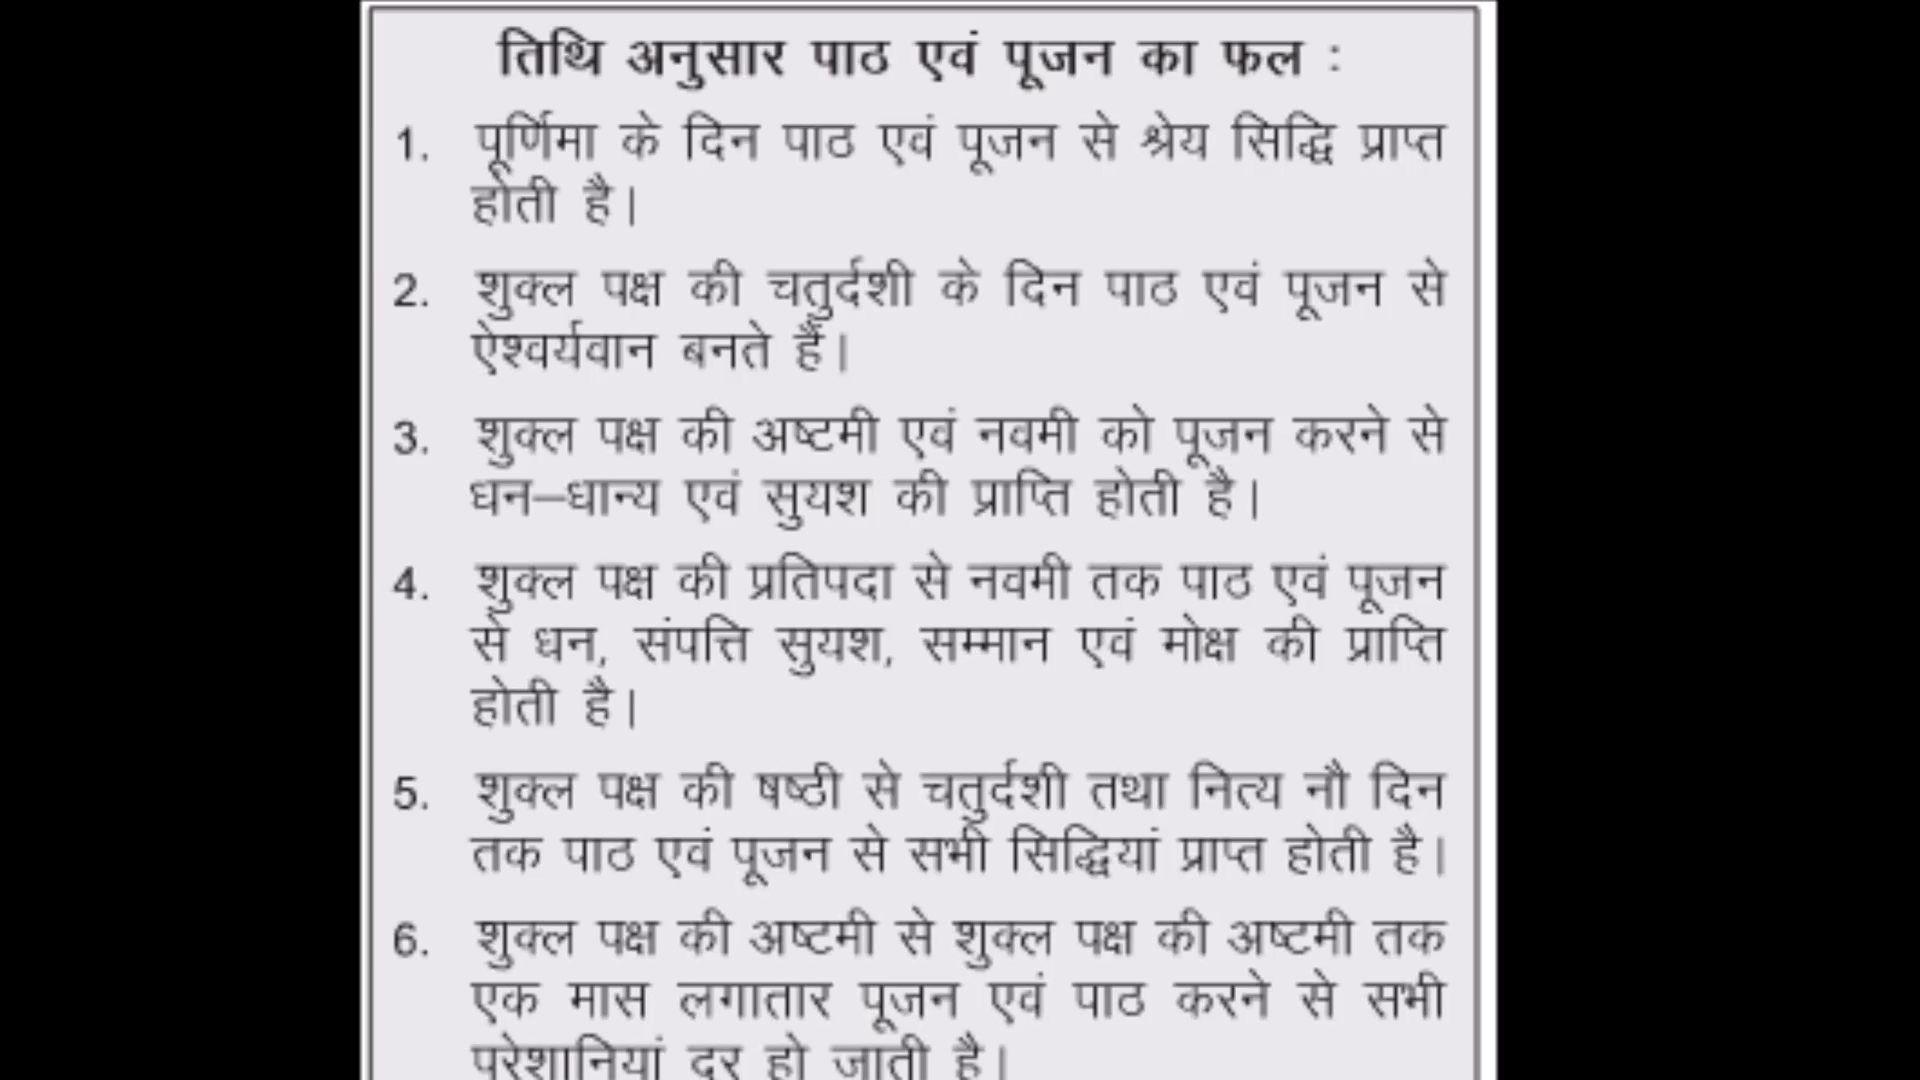 तिथि अनुसार पाठ एवं पूजन का फल :
1. पूर्णिमा के दिन पाठ एवं पूजन से श्रेय सिद्धि प्राप्त
होती है।
2. शुक्ल पक्ष की चतुर्दशी के दिन पाठ एवं पूजन से
ऐश्वर्यवान बनते हैं।
3. शुक्ल पक्ष की अष्टमी एवं नवमी को पूजन करने से
धन–धान्य एवं सुयश की प्राप्ति होती है।
4. शुक्ल पक्ष की प्रतिपदा से नवमी तक पाठ एवं पूजन
से धन, संपत्ति सुयश, सम्मान एवं मोक्ष की प्राप्ति
होती है।
5. शुक्ल पक्ष की षष्ठी से चतुर्दशी तथा नित्य नौ दिन
तक पाठ एवं पूजन से सभी सिद्धियां प्राप्त होती है।
6. शुक्ल पक्ष की अष्टमी से शुक्ल पक्ष की अष्टमी तक
एक मास लगातार पूजन एवं पाठ करने से सभी
परेशानियां दूर हो जाती है।